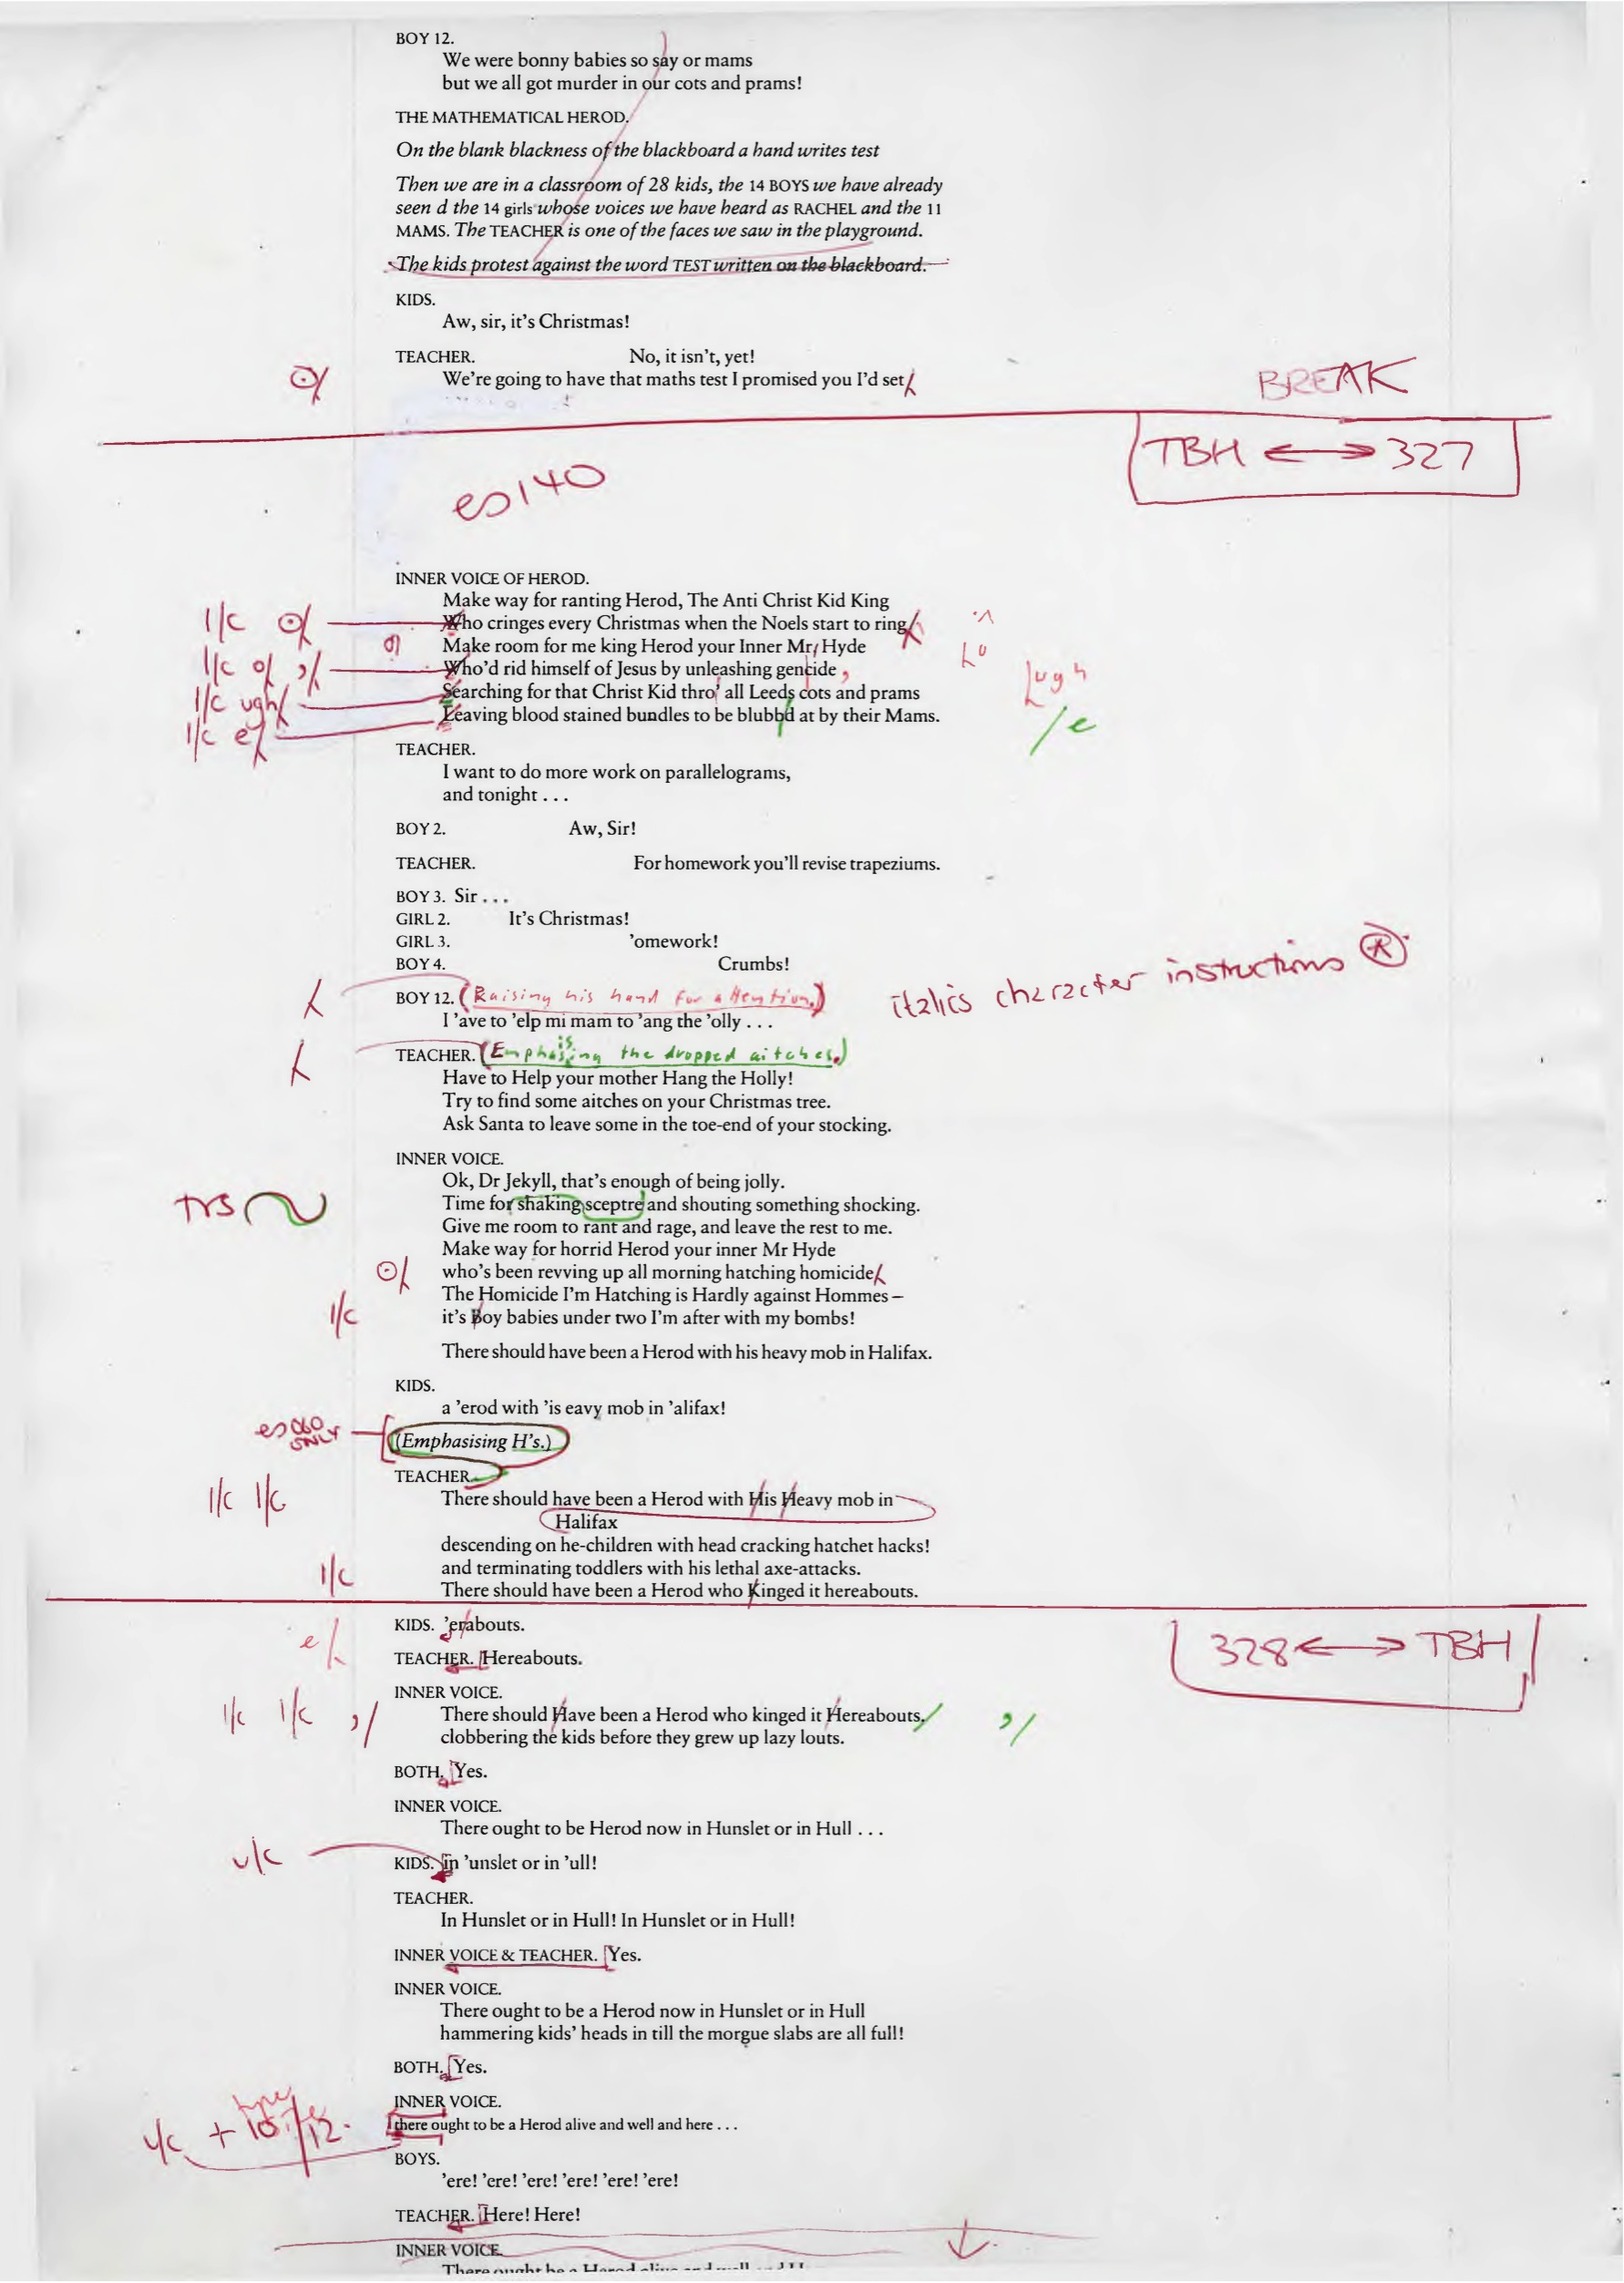 BOY 12.
We were bonny babies so say or mams
but we all got murder in our cots and prams!
THE MATHEMATICAL HEROD.
On the blank blackness of the blackboard a hand writes test
Then we are in a classroom of 28 kids, the 14 BOYS we have already
seen d the 14 girls whose voices we have heard as RACHEL and the 11
MAMS. The TEACHER is one of the faces we saw in the playground.
The kids protest against the word TEST written on the blackboard.
KIDS.
Aw, sir, it's Christmas!
TEACHER. No, it isn't, yet!
We're going to have that maths test I promised you I'd set
BREAK
TBH ⟷ 327
es140
INNER VOICE OF HEROD.
Make way for ranting Herod, The Anti Christ Kid King
l/c Who cringes every Christmas when the Noels start to ring
Make room for me king Herod your Inner Mr, Hyde
l/c Who'd rid himself of Jesus by unleashing gencide,
l/c ugh Searching for that Christ Kid thro' all Leeds cots and prams ugh
l/c e Leaving blood stained bundles to be blubbd at by their Mams. /e
TEACHER.
I want to do more work on parallelograms,
and tonight . . .
BOY 2. Aw, Sir!
TEACHER. For homework you'll revise trapeziums.
BOY 3. Sir . . .
GIRL 2. It's Christmas!
GIRL 3. 'omework!
BOY 4. Crumbs!
BOY 12. (Raising his hand for attention.) italics character instructions
I 'ave to 'elp mi mam to 'ang the 'olly . . .
TEACHER. (Emphasising the dropped aitches.)
Have to Help your mother Hang the Holly!
Try to find some aitches on your Christmas tree.
Ask Santa to leave some in the toe-end of your stocking.
INNER VOICE.
Ok, Dr Jekyll, that's enough of being jolly.
trs Time for shaking sceptre and shouting something shocking.
Give me room to rant and rage, and leave the rest to me.
Make way for horrid Herod your inner Mr Hyde
who's been revving up all morning hatching homicide
The Homicide I'm Hatching is Hardly against Hommes –
l/c it's Boy babies under two I'm after with my bombs!
There should have been a Herod with his heavy mob in Halifax.
KIDS.
a 'erod with 'is eavy mob in 'alifax!
es060 ONLY
(Emphasising H's.)
TEACHER.
l/c l/c There should have been a Herod with His Heavy mob in
Halifax
descending on he-children with head cracking hatchet hacks!
and terminating toddlers with his lethal axe-attacks.
l/c There should have been a Herod who Kinged it hereabouts.
KIDS. 'erabouts.
e
328 ⟷ TBH
TEACHER. Hereabouts.
INNER VOICE.
l/c l/c ,/ There should Have been a Herod who kinged it Hereabouts, ,/
clobbering the kids before they grew up lazy louts.
BOTH. Yes.
INNER VOICE.
There ought to be Herod now in Hunslet or in Hull . . .
u/c KIDS. in 'unslet or in 'ull!
TEACHER.
In Hunslet or in Hull! In Hunslet or in Hull!
INNER VOICE & TEACHER. Yes.
INNER VOICE.
There ought to be a Herod now in Hunslet or in Hull
hammering kids' heads in till the morgue slabs are all full!
BOTH. Yes.
INNER VOICE.
u/c + there ought to be a Herod alive and well and here . . .
BOYS.
'ere! 'ere! 'ere! 'ere! 'ere! 'ere!
TEACHER. Here! Here!
INNER VOICE.